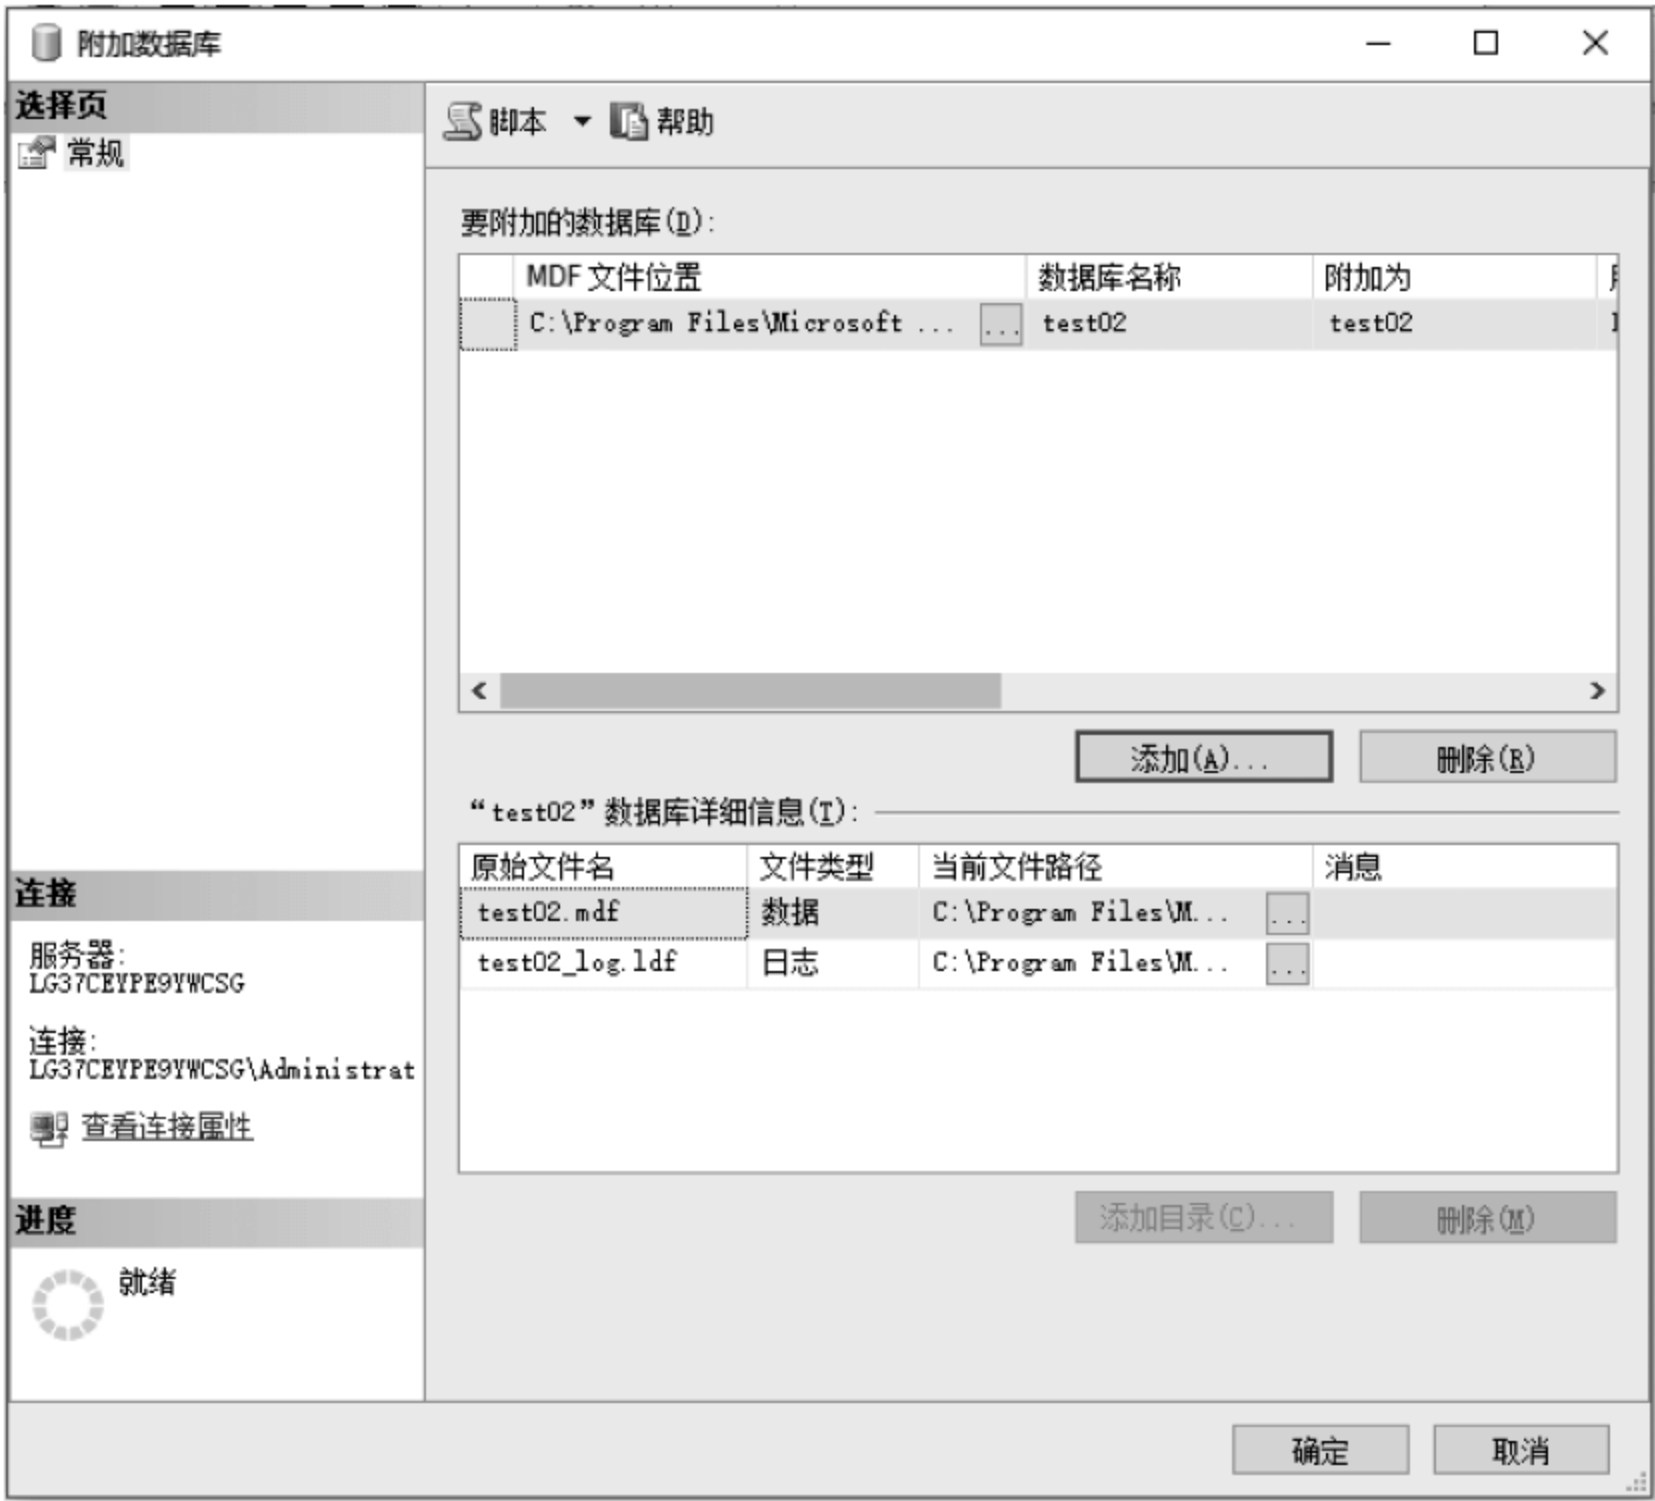 附加数据库
选择页
常规
脚本 帮助
要附加的数据库(D):
MDF 文件位置 数据库名称 附加为
C:\Program Files\Microsoft ... ... test02 test02
添加(A)... 删除(R)
“test02”数据库详细信息(T):
原始文件名 文件类型 当前文件路径 消息
test02.mdf 数据 C:\Program Files\M... ...
test02_log.ldf 日志 C:\Program Files\M... ...
添加目录(C)... 删除(M)
连接
服务器:
LG37CEYPE9YWCSG
连接:
LG37CEYPE9YWCSG\Administrat
查看连接属性
进度
就绪
确定 取消